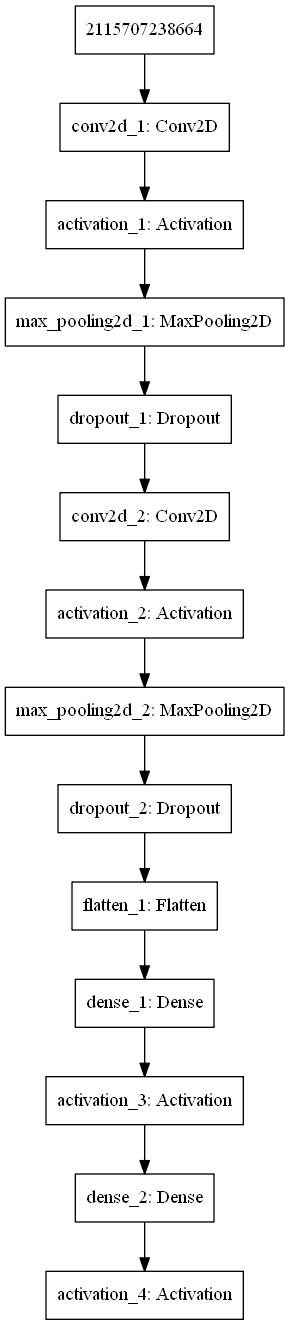 2115707238664
conv2d_1: Conv2D
activation_1: Activation
max_pooling2d_1: MaxPooling2D
dropout_1: Dropout
conv2d_2: Conv2D
activation_2: Activation
max_pooling2d_2: MaxPooling2D
dropout_2: Dropout
flatten_1: Flatten
dense_1: Dense
activation_3: Activation
dense_2: Dense
activation_4: Activation